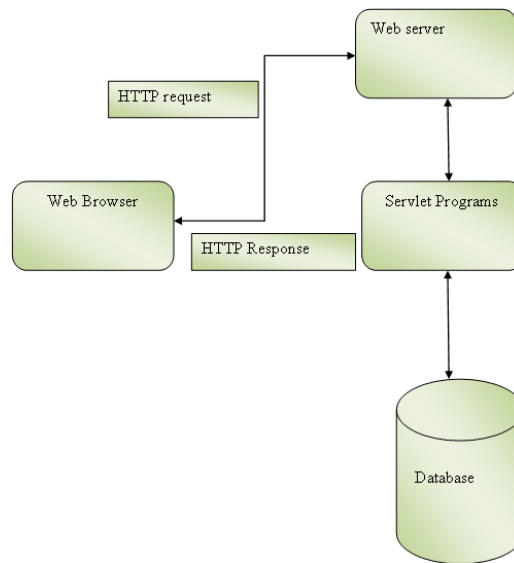 Web server
HTTP request
Web Browser
Servlet Programs
HTTP Response
Database